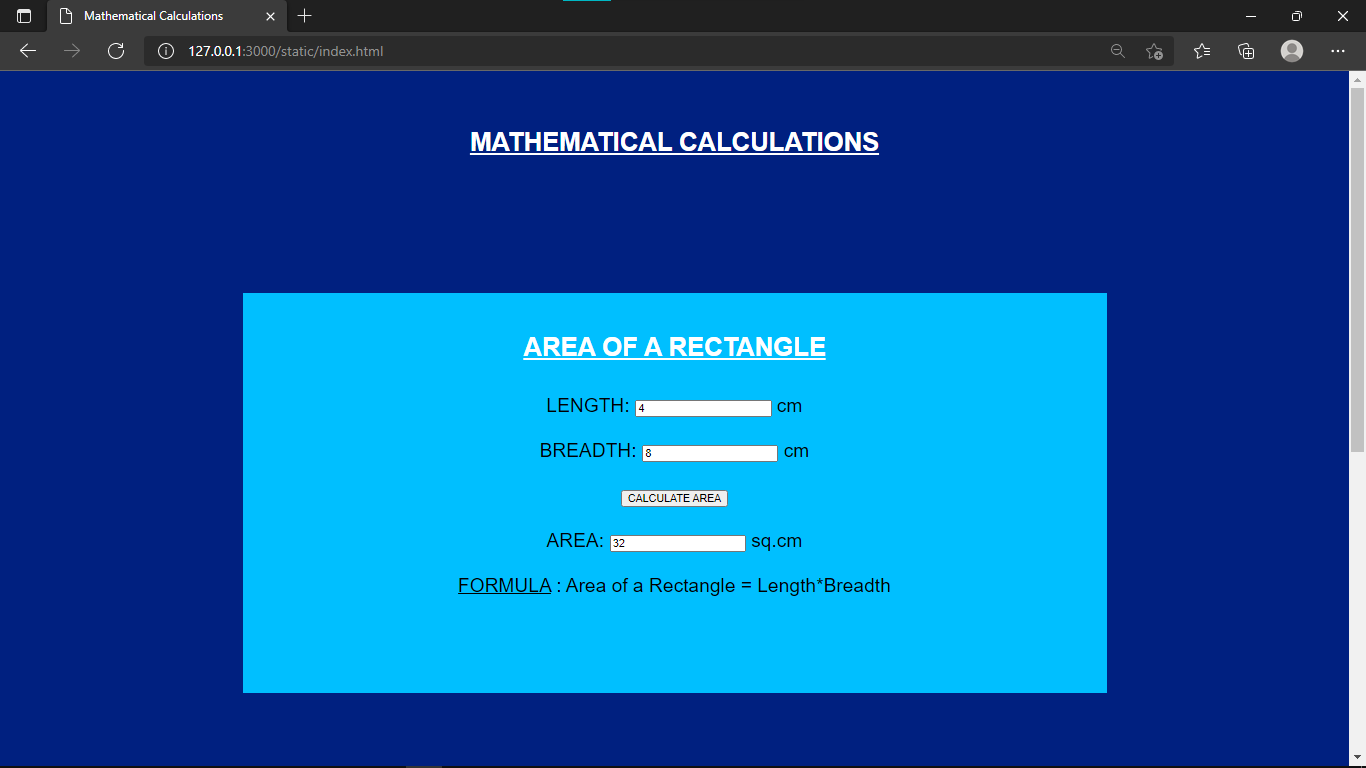 Mathematical Calculations
127.0.0.1:3000/static/index.html
MATHEMATICAL CALCULATIONS
AREA OF A RECTANGLE
LENGTH: 4 cm
BREADTH: 8 cm
CALCULATE AREA
AREA: 32 sq.cm
FORMULA : Area of a Rectangle = Length*Breadth